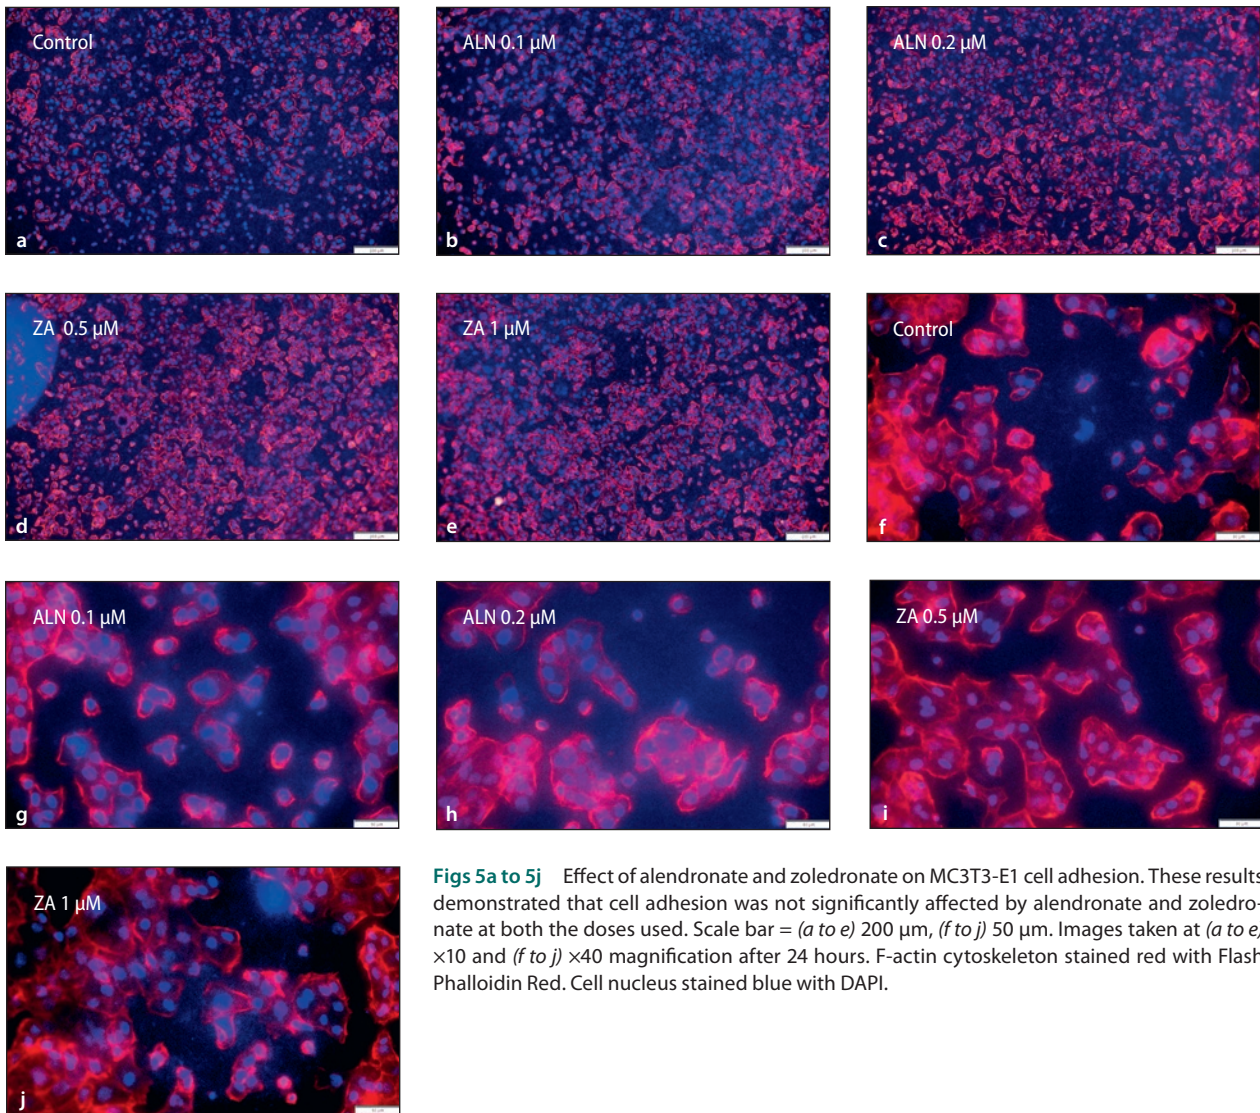 Control
a
ALN 0.1 µM
b
ALN 0.2 µM
c
ZA 0.5 µM
d
ZA 1 µM
e
Control
f
ALN 0.1 µM
g
ALN 0.2 µM
h
ZA 0.5 µM
i
ZA 1 µM
j
Figs 5a to 5j Effect of alendronate and zoledronate on MC3T3-E1 cell adhesion. These results
demonstrated that cell adhesion was not significantly affected by alendronate and zoledro-
nate at both the doses used. Scale bar = (a to e) 200 µm, (f to j) 50 µm. Images taken at (a to e)
×10 and (f to j) ×40 magnification after 24 hours. F-actin cytoskeleton stained red with Flash
Phalloidin Red. Cell nucleus stained blue with DAPI.